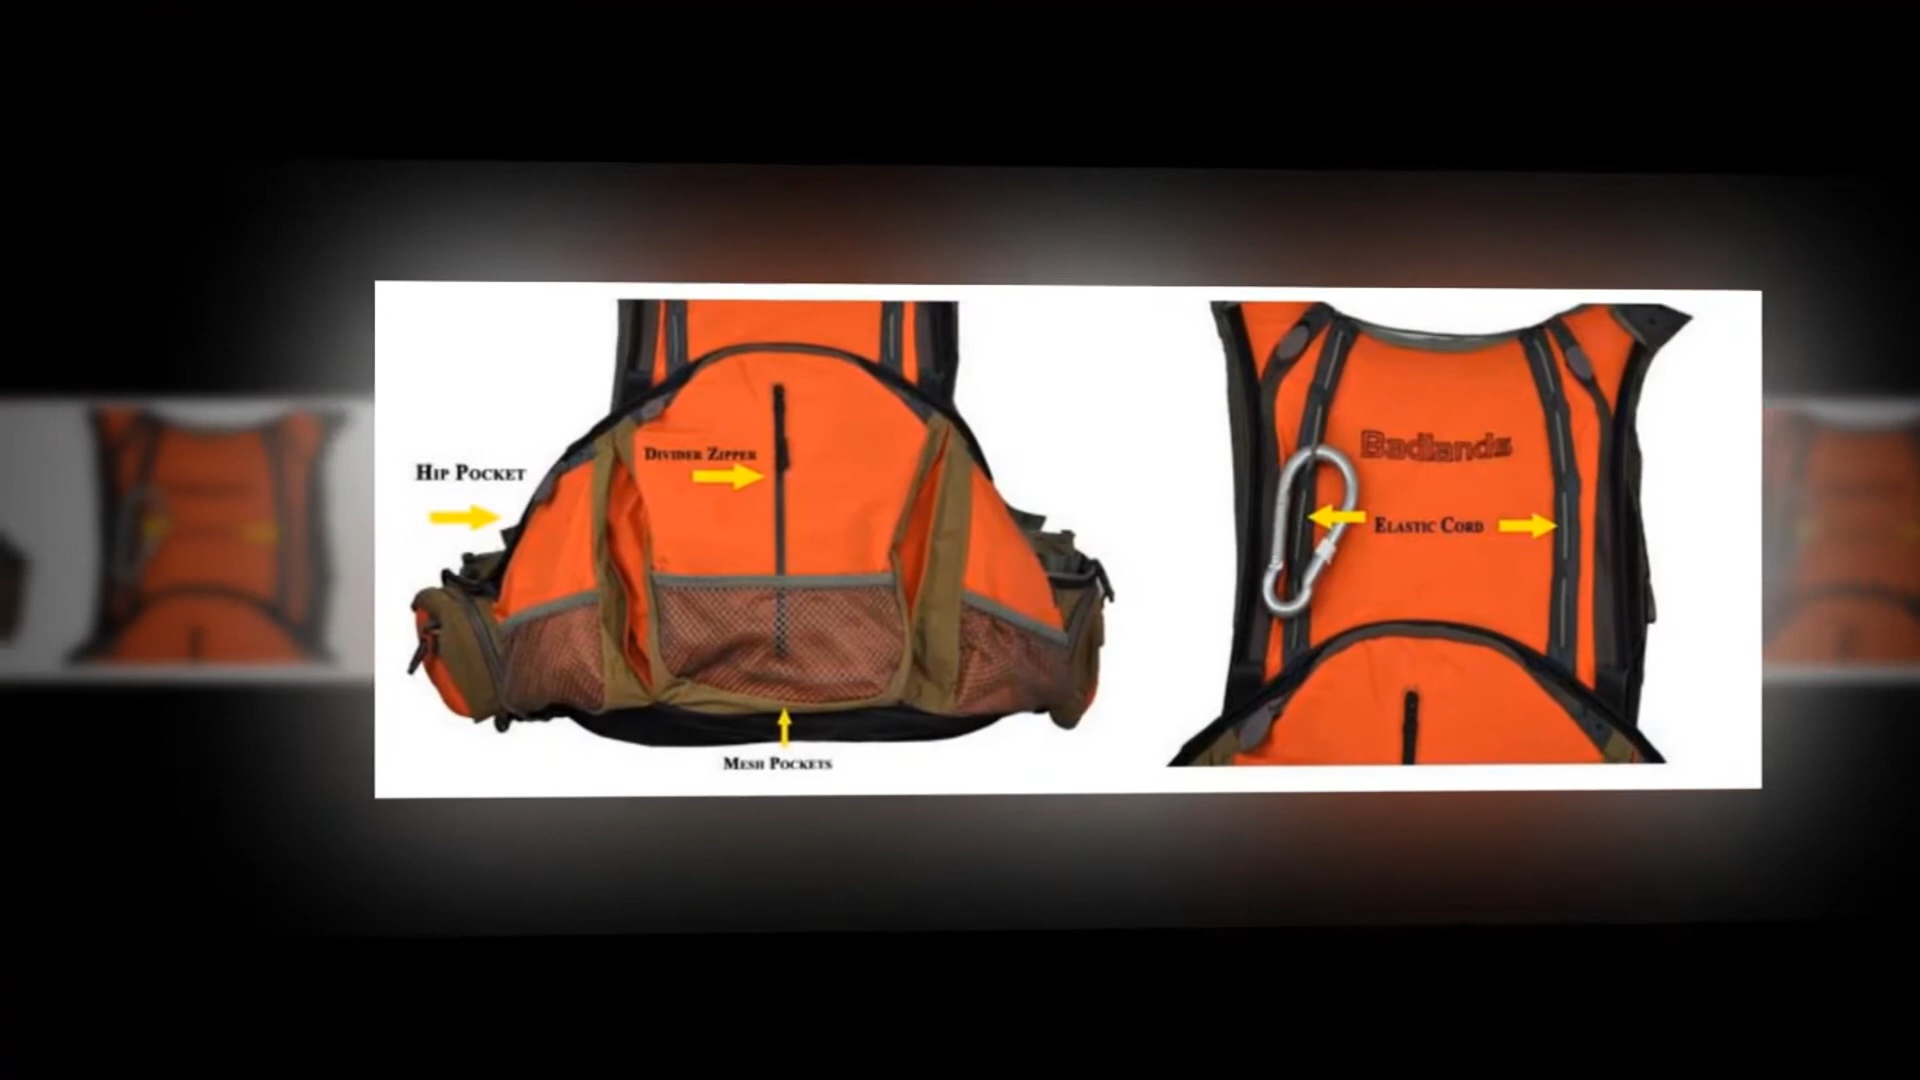 Hip Pocket
Divider Zipper
Mesh Pockets
Badlands
Elastic Cord